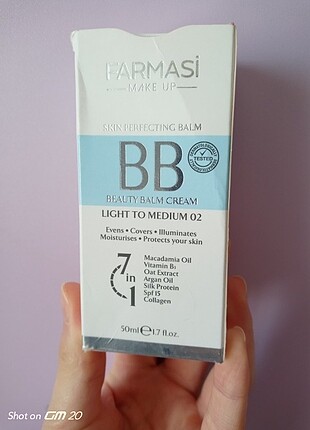 FARMASi
MAKE UP
SKIN PERFECTING BALM
TESTED
BB
BEAUTY BALM CREAM
LIGHT TO MEDIUM 02
Evens • Covers • Illuminates
Moisturises • Protects your skin
7 in 1
Macadamia Oil
Vitamin B₅
Oat Extract
Argan Oil
Silk Protein
Spf 15
Collagen
50ml ℮ 1.7 fl.oz.
Shot on GM 20